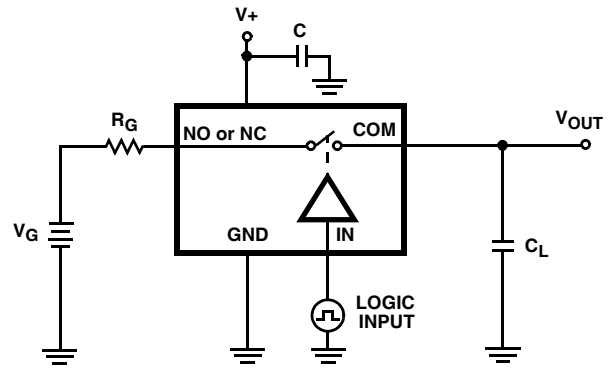 V+
C
RG
NO or NC
COM
VOUT
VG
GND
IN
CL
LOGIC
INPUT